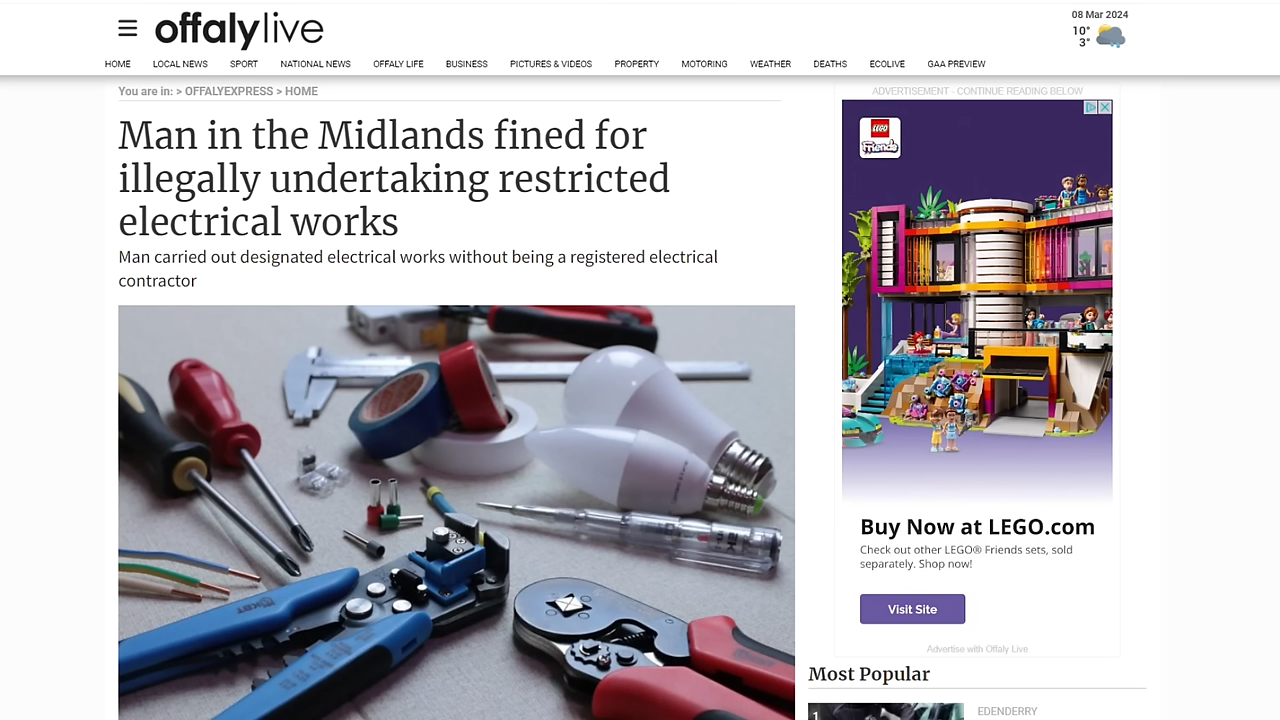 offalylive
08 Mar 2024
10°
3°
HOME LOCAL NEWS SPORT NATIONAL NEWS OFFALY LIFE BUSINESS PICTURES & VIDEOS PROPERTY MOTORING WEATHER DEATHS ECOLIVE GAA PREVIEW
You are in: > OFFALYEXPRESS > HOME
Man in the Midlands fined for
illegally undertaking restricted
electrical works
Man carried out designated electrical works without being a registered electrical
contractor
ADVERTISEMENT - CONTINUE READING BELOW
LEGO
Friends
Buy Now at LEGO.com
Check out other LEGO® Friends sets, sold
separately. Shop now!
Visit Site
Advertise with Offaly Live
Most Popular
1
EDENDERRY